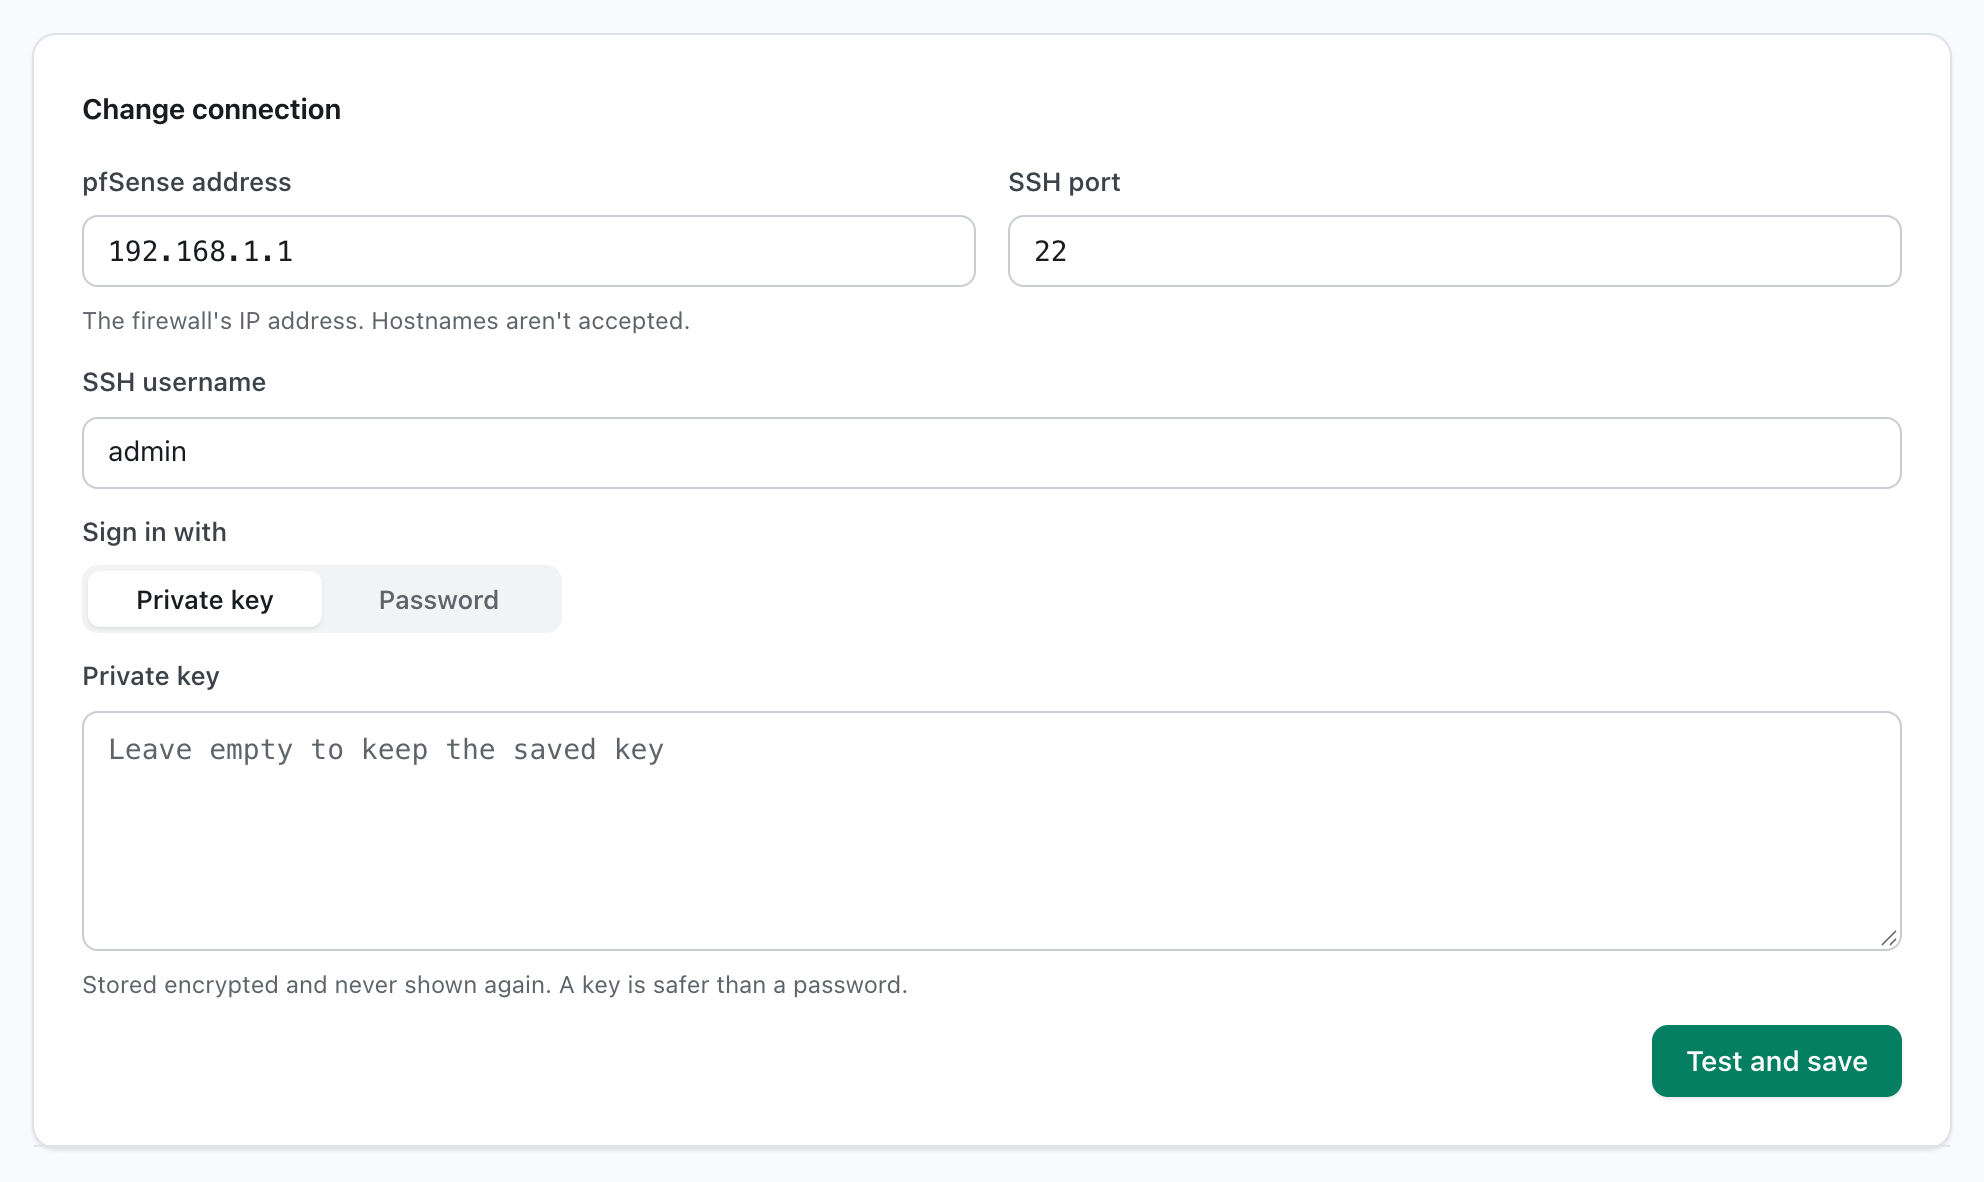 Change connection
pfSense address
SSH port
192.168.1.1
22
The firewall's IP address. Hostnames aren't accepted.
SSH username
admin
Sign in with
Private key
Password
Private key
Leave empty to keep the saved key
Stored encrypted and never shown again. A key is safer than a password.
Test and save